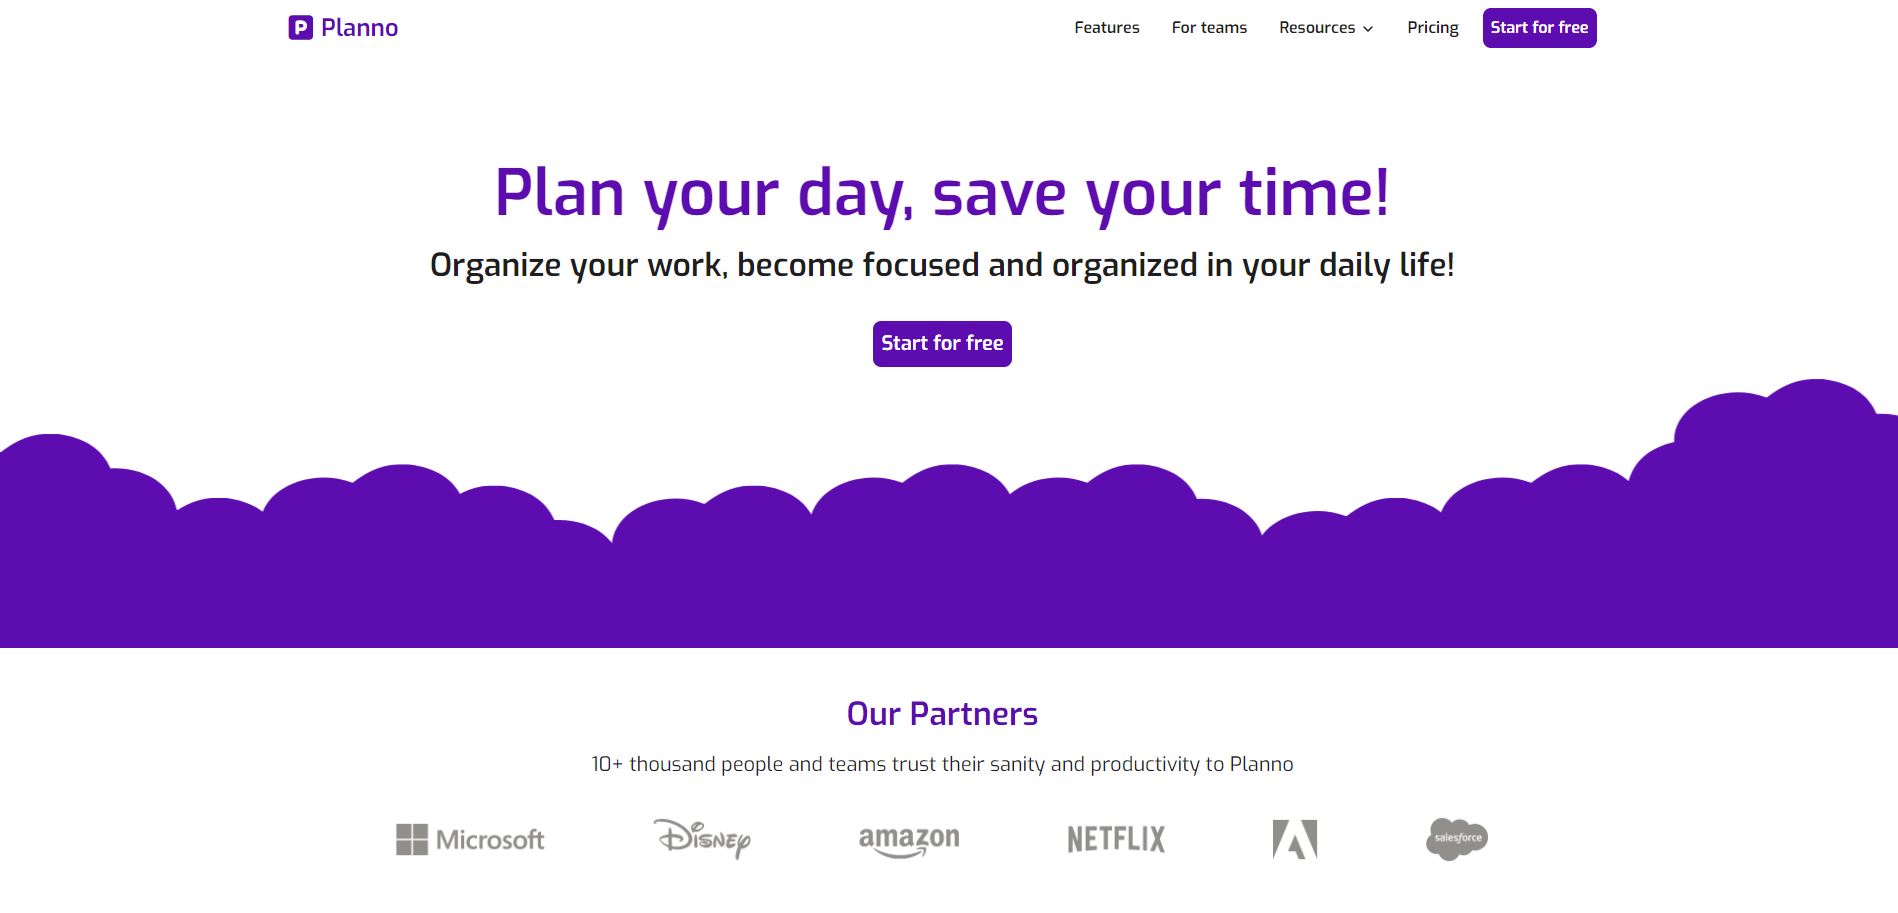 P Planno
Features
For teams
Resources
Pricing
Start for free
Plan your day, save your time!
Organize your work, become focused and organized in your daily life!
Start for free
Our Partners
10+ thousand people and teams trust their sanity and productivity to Planno
Microsoft
Disney
amazon
NETFLIX
salesforce